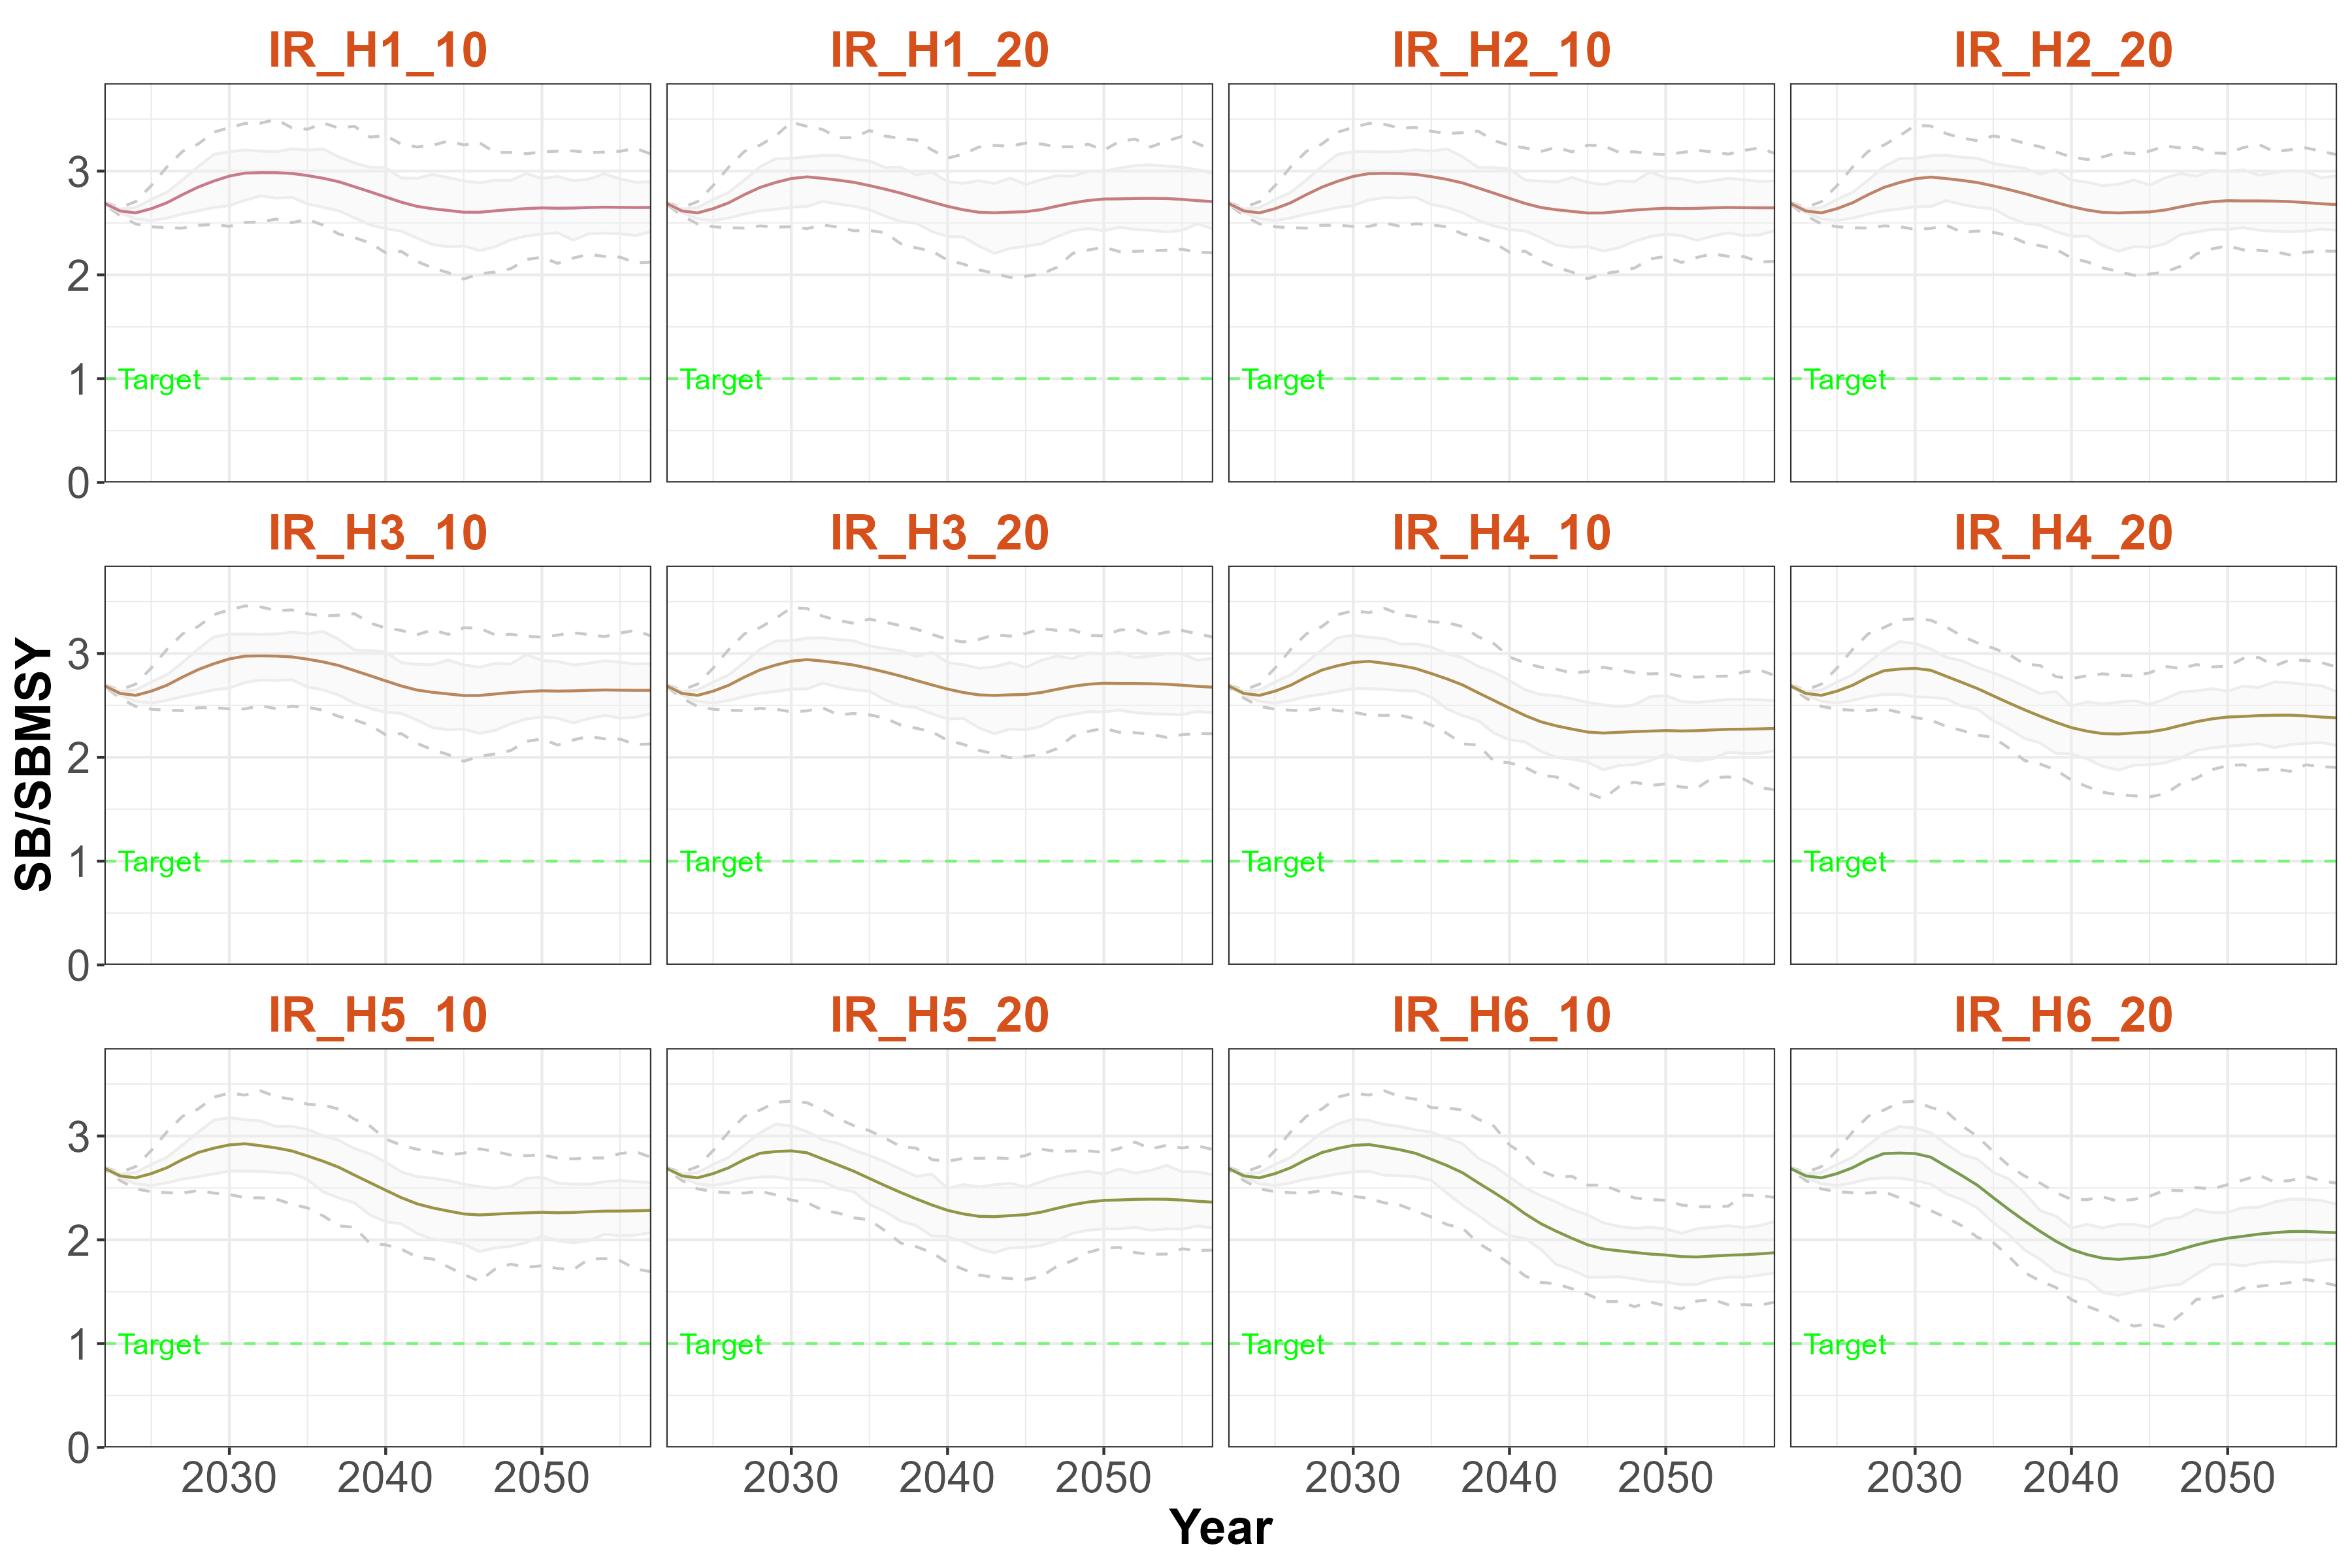 IR_H1_10 IR_H1_20 IR_H2_10 IR_H2_20
3
2
1 Target Target Target Target
0
IR_H3_10 IR_H3_20 IR_H4_10 IR_H4_20
3
2
1 Target Target Target Target
0
SB/SBMSY
IR_H5_10 IR_H5_20 IR_H6_10 IR_H6_20
3
2
1 Target Target Target Target
0
2030 2040 2050 2030 2040 2050 2030 2040 2050 2030 2040 2050
Year